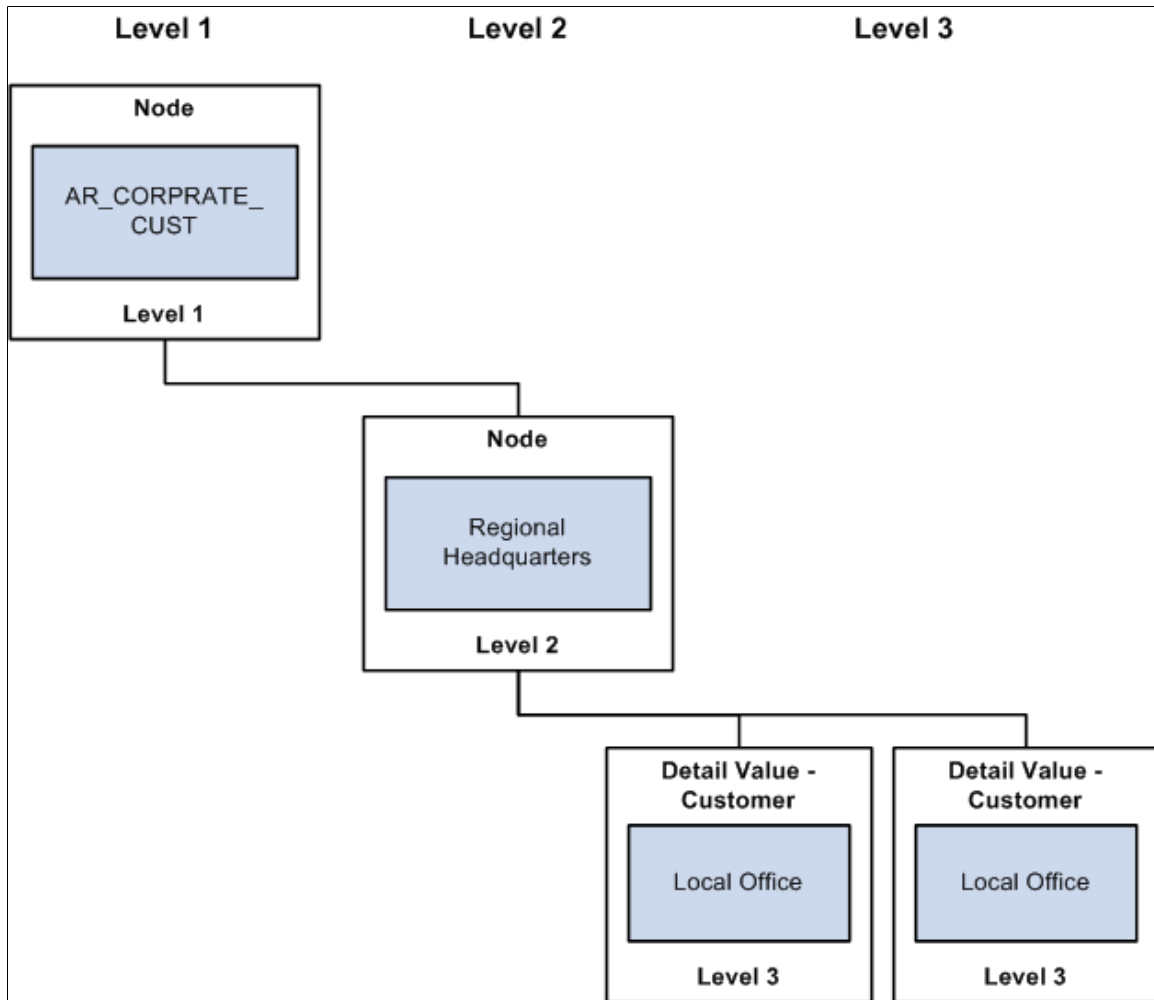 Level 1 Level 2 Level 3
Node
AR_CORPRATE_
CUST
Level 1
Node
Regional
Headquarters
Level 2
Detail Value -
Customer
Local Office
Level 3
Detail Value -
Customer
Local Office
Level 3